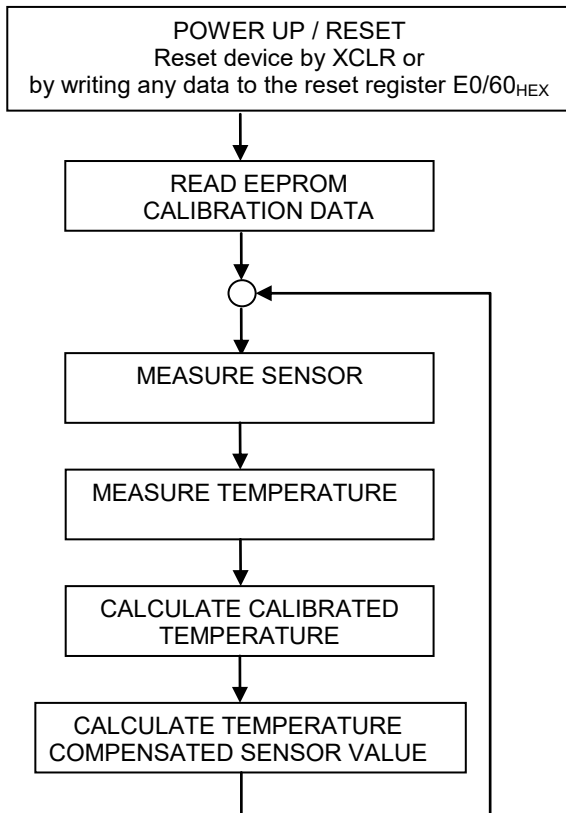 POWER UP / RESET
Reset device by XCLR or
by writing any data to the reset register E0/60HEX
READ EEPROM
CALIBRATION DATA
MEASURE SENSOR
MEASURE TEMPERATURE
CALCULATE CALIBRATED
TEMPERATURE
CALCULATE TEMPERATURE
COMPENSATED SENSOR VALUE